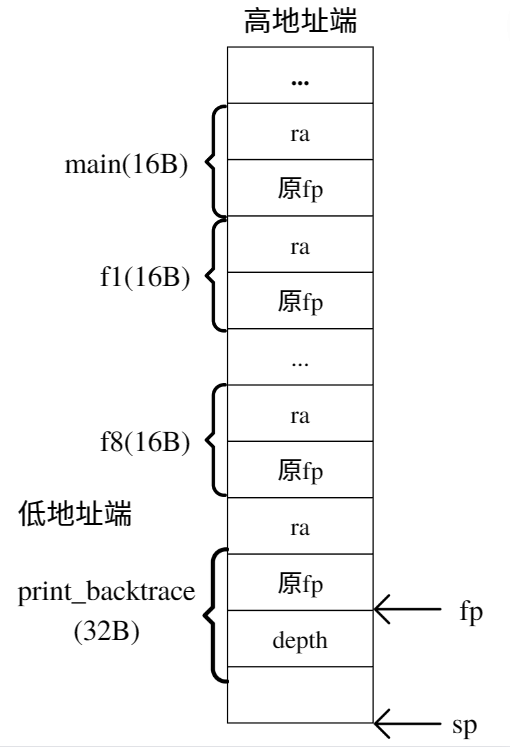 高地址端
...
ra
main(16B)
原fp
ra
f1(16B)
原fp
...
ra
f8(16B)
原fp
低地址端
ra
print_backtrace
(32B)
原fp
fp
depth
sp